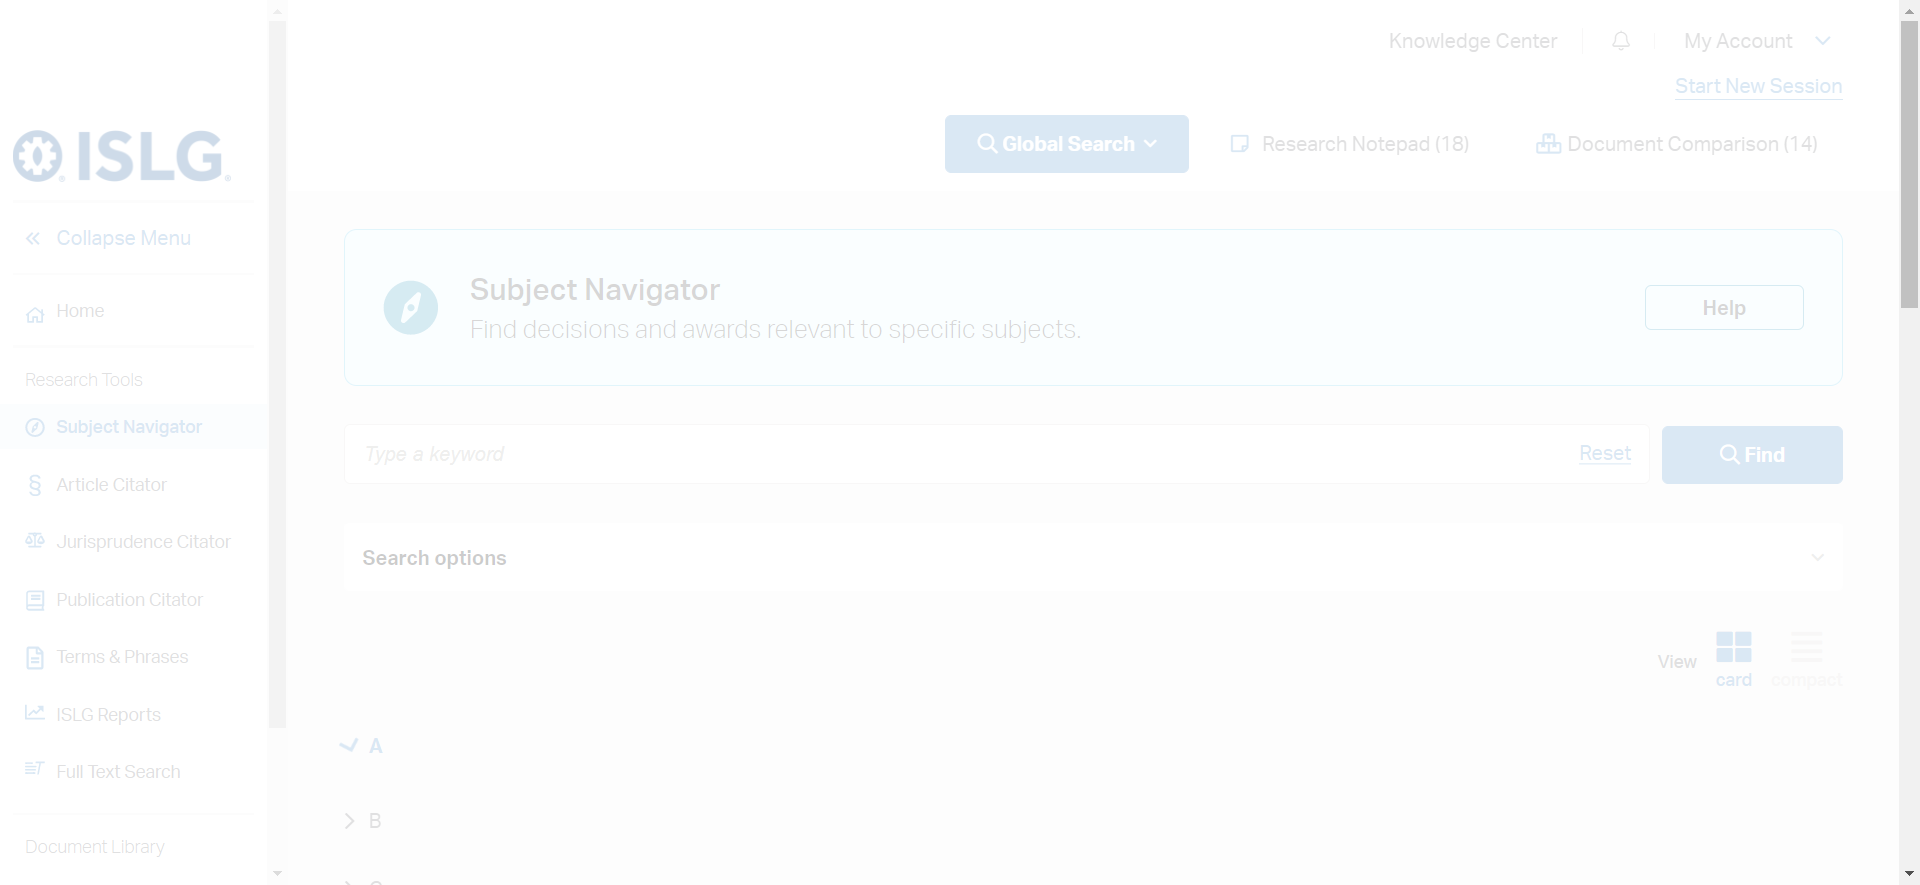 Knowledge Center
My Account
Start New Session
ISLG
Global Search
Research Notepad (18)
Document Comparison (14)
Collapse Menu
Home
Research Tools
Subject Navigator
Article Citator
Jurisprudence Citator
Publication Citator
Terms & Phrases
ISLG Reports
Full Text Search
Document Library
Subject Navigator
Find decisions and awards relevant to specific subjects.
Help
Type a keyword
Reset
Find
Search options
View
card
compact
A
B